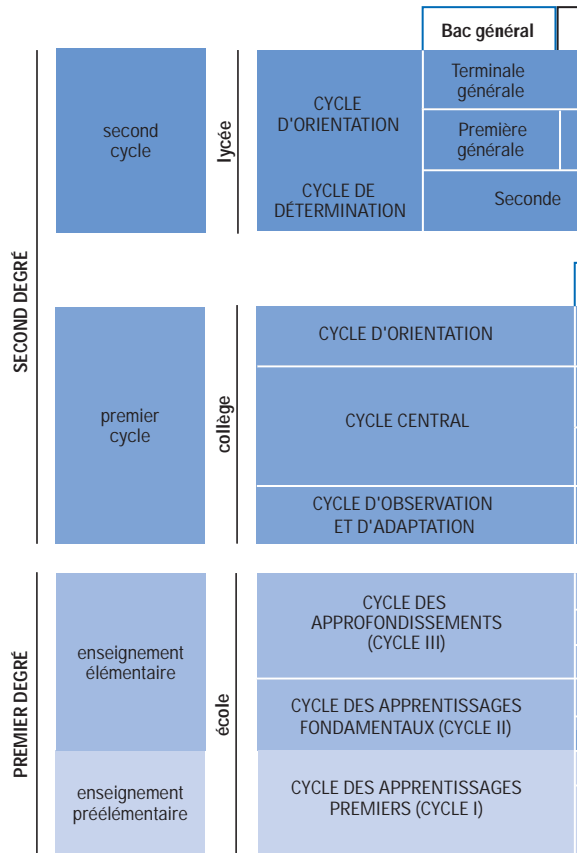 Bac général
SECOND DEGRÉ
second
cycle
lycée
CYCLE
D'ORIENTATION
Terminale
générale
Première
générale
CYCLE DE
DÉTERMINATION
Seconde
premier
cycle
collège
CYCLE D'ORIENTATION
CYCLE CENTRAL
CYCLE D'OBSERVATION
ET D'ADAPTATION
PREMIER DEGRÉ
enseignement
élémentaire
école
CYCLE DES
APPROFONDISSEMENTS
(CYCLE III)
CYCLE DES APPRENTISSAGES
FONDAMENTAUX (CYCLE II)
enseignement
préélémentaire
CYCLE DES APPRENTISSAGES
PREMIERS (CYCLE I)